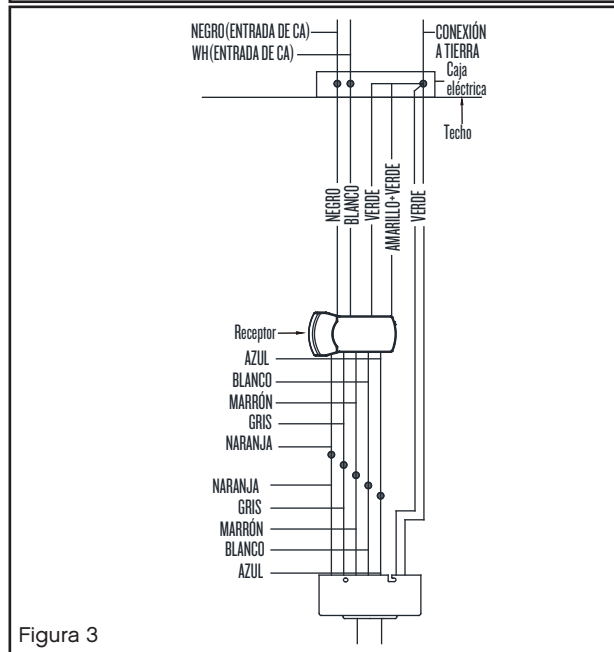 NEGRO(ENTRADA DE CA)
WH(ENTRADA DE CA)
CONEXIÓN
A TIERRA
Caja
eléctrica
Techo
NEGRO
BLANCO
VERDE
AMARILLO+VERDE
VERDE
Receptor
AZUL
BLANCO
MARRÓN
GRIS
NARANJA
NARANJA
GRIS
MARRÓN
BLANCO
AZUL
Figura 3